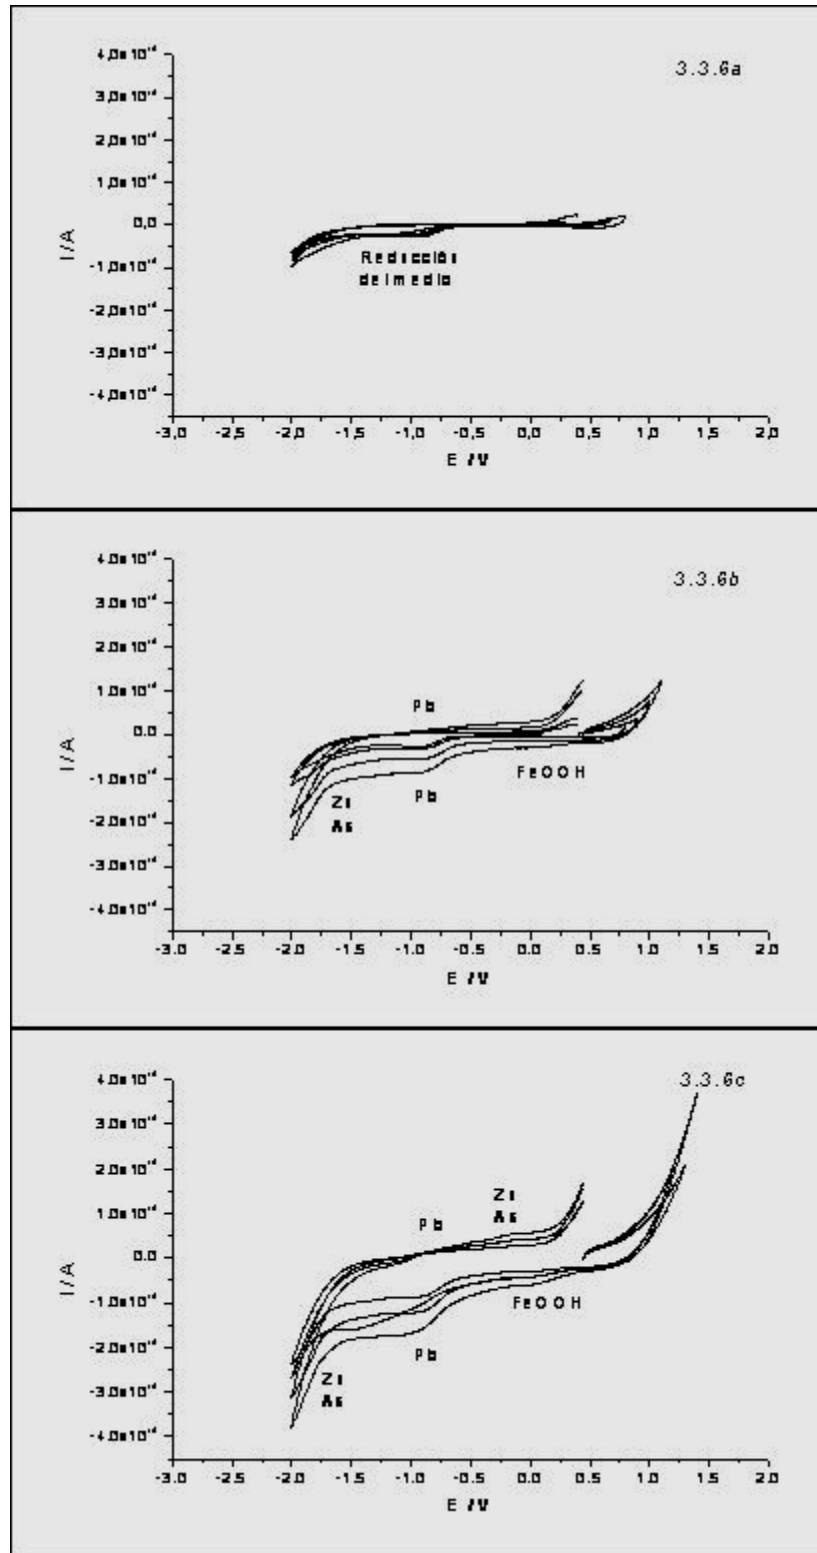 3.3.6a
4,0x10⁻⁴
3,0x10⁻⁴
2,0x10⁻⁴
1,0x10⁻⁴
0,0
-1,0x10⁻⁴
-2,0x10⁻⁴
-3,0x10⁻⁴
-4,0x10⁻⁴
I /A
Reducción
del medio
-3,0 -2,5 -2,0 -1,5 -1,0 -0,5 0,0 0,5 1,0 1,5 2,0
E /V
3.3.6b
4,0x10⁻⁴
3,0x10⁻⁴
2,0x10⁻⁴
1,0x10⁻⁴
0,0
-1,0x10⁻⁴
-2,0x10⁻⁴
-3,0x10⁻⁴
-4,0x10⁻⁴
I /A
Pb
FeOOH
Zn
As
Pb
-3,0 -2,5 -2,0 -1,5 -1,0 -0,5 0,0 0,5 1,0 1,5 2,0
E /V
3.3.6c
4,0x10⁻⁴
3,0x10⁻⁴
2,0x10⁻⁴
1,0x10⁻⁴
0,0
-1,0x10⁻⁴
-2,0x10⁻⁴
-3,0x10⁻⁴
-4,0x10⁻⁴
I /A
Zn
As
Pb
FeOOH
Pb
Zn
As
-3,0 -2,5 -2,0 -1,5 -1,0 -0,5 0,0 0,5 1,0 1,5 2,0
E /V